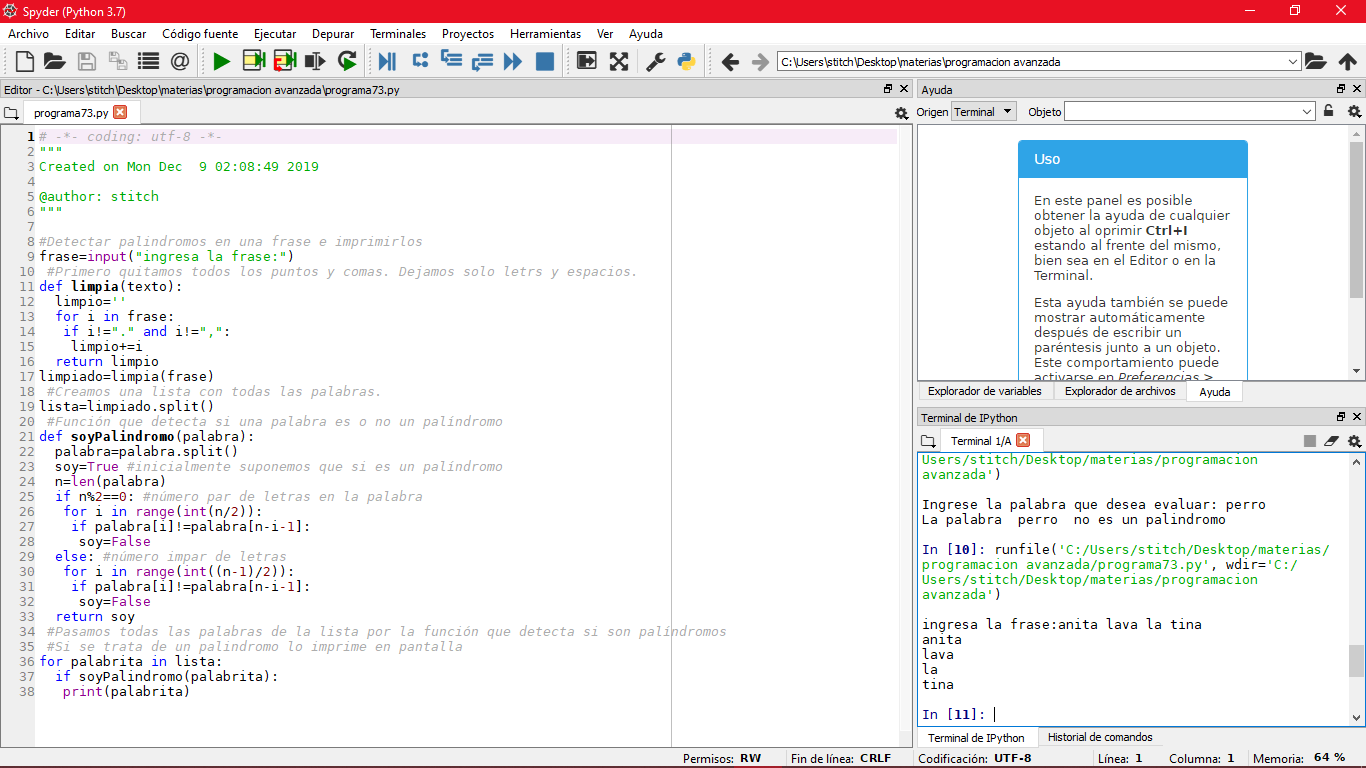 Spyder (Python 3.7)
Archivo Editar Buscar Código fuente Ejecutar Depurar Terminales Proyectos Herramientas Ver Ayuda
C:\Users\stitch\Desktop\materias\programacion avanzada
Editor - C:\Users\stitch\Desktop\materias\programacion avanzada\programa73.py
programa73.py
1 # -*- coding: utf-8 -*-
2 """
3 Created on Mon Dec  9 02:08:49 2019
4
5 @author: stitch
6 """
7
8 #Detectar palindromos en una frase e imprimirlos
9 frase=input("ingresa la frase:")
10  #Primero quitamos todos los puntos y comas. Dejamos solo letrs y espacios.
11 def limpia(texto):
12   limpio=''
13   for i in frase:
14    if i!="." and i!=",":
15     limpio+=i
16   return limpio
17 limpiado=limpia(frase)
18  #Creamos una lista con todas las palabras.
19 lista=limpiado.split()
20  #Función que detecta si una palabra es o no un palíndromo
21 def soyPalindromo(palabra):
22   palabra=palabra.split()
23   soy=True #inicialmente suponemos que si es un palíndromo
24   n=len(palabra)
25   if n%2==0: #número par de letras en la palabra
26    for i in range(int(n/2)):
27     if palabra[i]!=palabra[n-i-1]:
28      soy=False
29   else: #número impar de letras
30    for i in range(int((n-1)/2)):
31     if palabra[i]!=palabra[n-i-1]:
32      soy=False
33   return soy
34  #Pasamos todas las palabras de la lista por la función que detecta si son palíndromos
35  #Si se trata de un palindromo lo imprime en pantalla
36 for palabrita in lista:
37   if soyPalindromo(palabrita):
38    print(palabrita)
Ayuda
Origen Terminal Objeto
Uso
En este panel es posible
obtener la ayuda de cualquier
objeto al oprimir Ctrl+I
estando al frente del mismo,
bien sea en el Editor o en la
Terminal.
Esta ayuda también se puede
mostrar automáticamente
después de escribir un
paréntesis junto a un objeto.
Este comportamiento puede
activarse en Preferencias >
Explorador de variables Explorador de archivos Ayuda
Terminal de IPython
Terminal 1/A
Users/stitch/Desktop/materias/programacion
avanzada')
Ingrese la palabra que desea evaluar: perro
La palabra  perro  no es un palindromo
In [10]: runfile('C:/Users/stitch/Desktop/materias/
programacion avanzada/programa73.py', wdir='C:/
Users/stitch/Desktop/materias/programacion
avanzada')
ingresa la frase:anita lava la tina
anita
lava
la
tina
In [11]:
Terminal de IPython Historial de comandos
Permisos: RW Fin de línea: CRLF Codificación: UTF-8 Línea: 1 Columna: 1 Memoria: 64 %